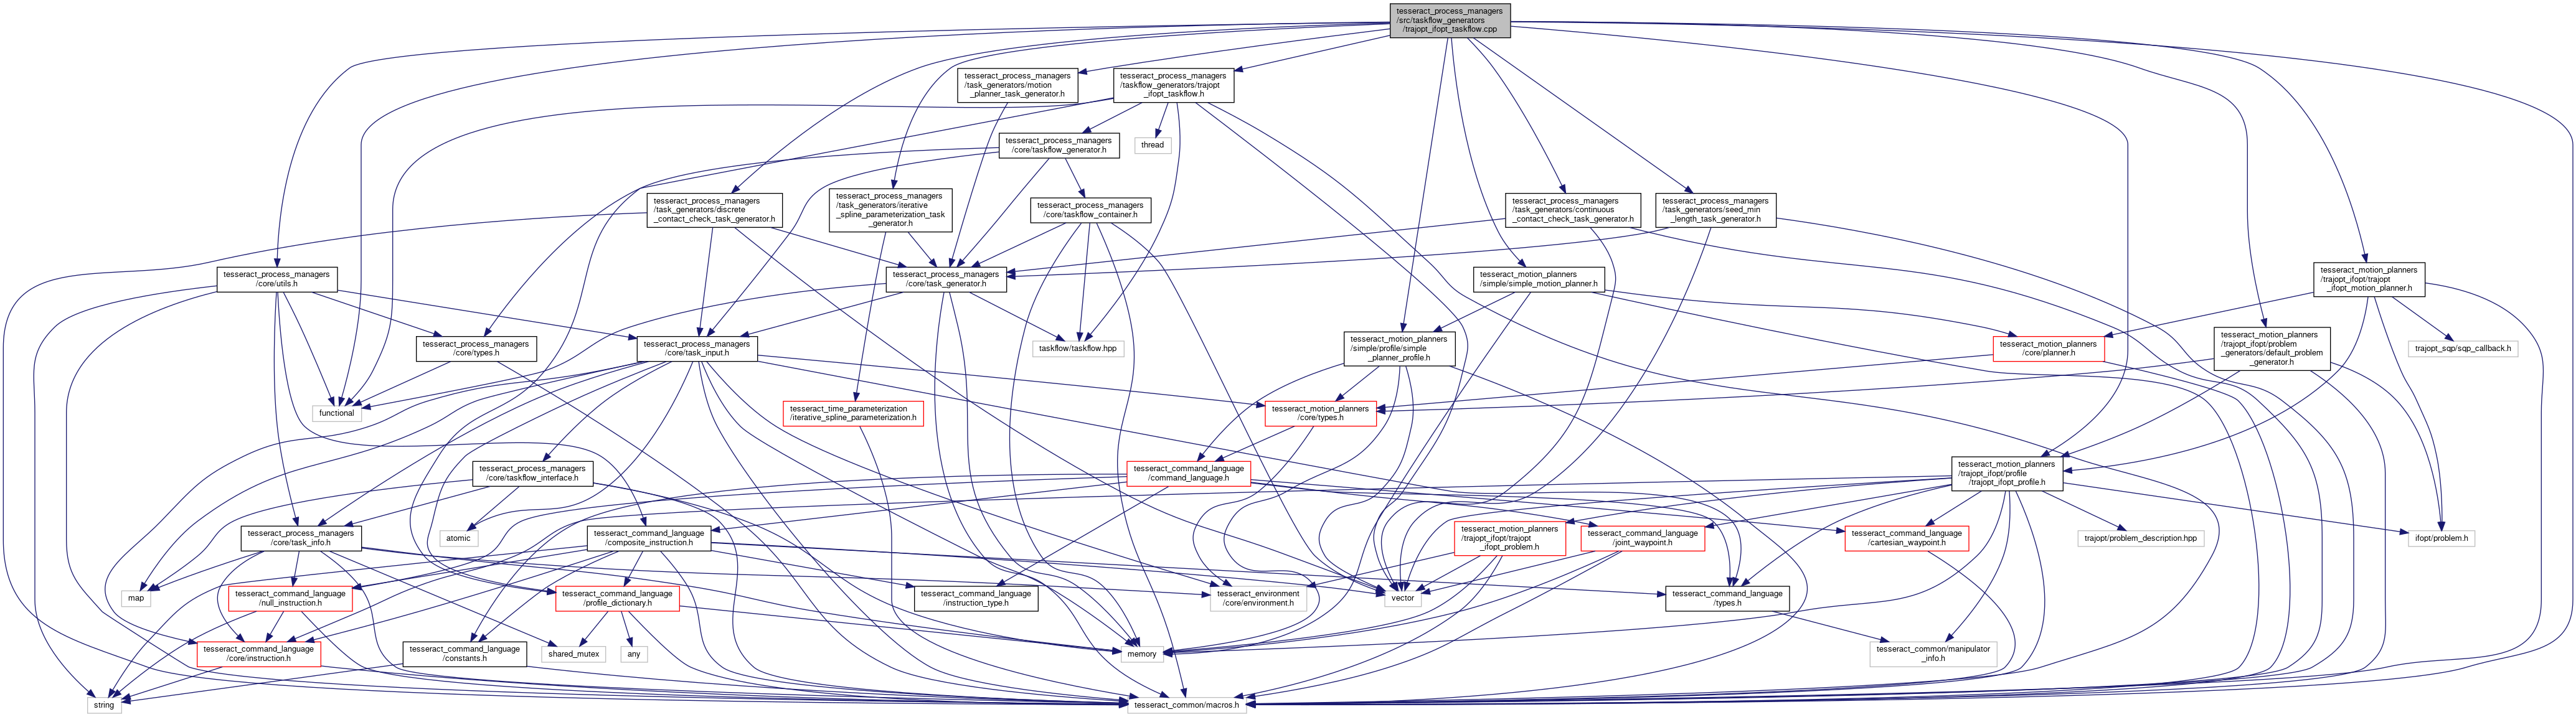 tesseract_process_managers
/src/taskflow_generators
/trajopt_ifopt_taskflow.cpp
tesseract_process_managers
/task_generators/motion
_planner_task_generator.h
tesseract_process_managers
/taskflow_generators/trajopt
_ifopt_taskflow.h
tesseract_process_managers
/core/taskflow_generator.h
thread
tesseract_process_managers
/task_generators/discrete
_contact_check_task_generator.h
tesseract_process_managers
/task_generators/iterative
_spline_parameterization_task
_generator.h
tesseract_process_managers
/core/taskflow_container.h
tesseract_process_managers
/task_generators/continuous
_contact_check_task_generator.h
tesseract_process_managers
/task_generators/seed_min
_length_task_generator.h
tesseract_process_managers
/core/utils.h
tesseract_process_managers
/core/task_generator.h
tesseract_motion_planners
/simple/simple_motion_planner.h
tesseract_motion_planners
/trajopt_ifopt/trajopt
_ifopt_motion_planner.h
tesseract_process_managers
/core/types.h
tesseract_process_managers
/core/task_input.h
taskflow/taskflow.hpp
tesseract_motion_planners
/simple/profile/simple
_planner_profile.h
tesseract_motion_planners
/core/planner.h
tesseract_motion_planners
/trajopt_ifopt/problem
_generators/default_problem
_generator.h
trajopt_sqp/sqp_callback.h
functional
tesseract_time_parameterization
/iterative_spline_parameterization.h
tesseract_motion_planners
/core/types.h
tesseract_process_managers
/core/taskflow_interface.h
tesseract_command_language
/command_language.h
tesseract_motion_planners
/trajopt_ifopt/profile
/trajopt_ifopt_profile.h
tesseract_process_managers
/core/task_info.h
atomic
tesseract_command_language
/composite_instruction.h
tesseract_motion_planners
/trajopt_ifopt/trajopt
_ifopt_problem.h
tesseract_command_language
/joint_waypoint.h
tesseract_command_language
/cartesian_waypoint.h
trajopt/problem_description.hpp
ifopt/problem.h
map
tesseract_command_language
/null_instruction.h
tesseract_command_language
/profile_dictionary.h
tesseract_command_language
/instruction_type.h
tesseract_environment
/core/environment.h
vector
tesseract_command_language
/types.h
tesseract_command_language
/core/instruction.h
tesseract_command_language
/constants.h
shared_mutex
any
memory
tesseract_common/manipulator
_info.h
string
tesseract_common/macros.h